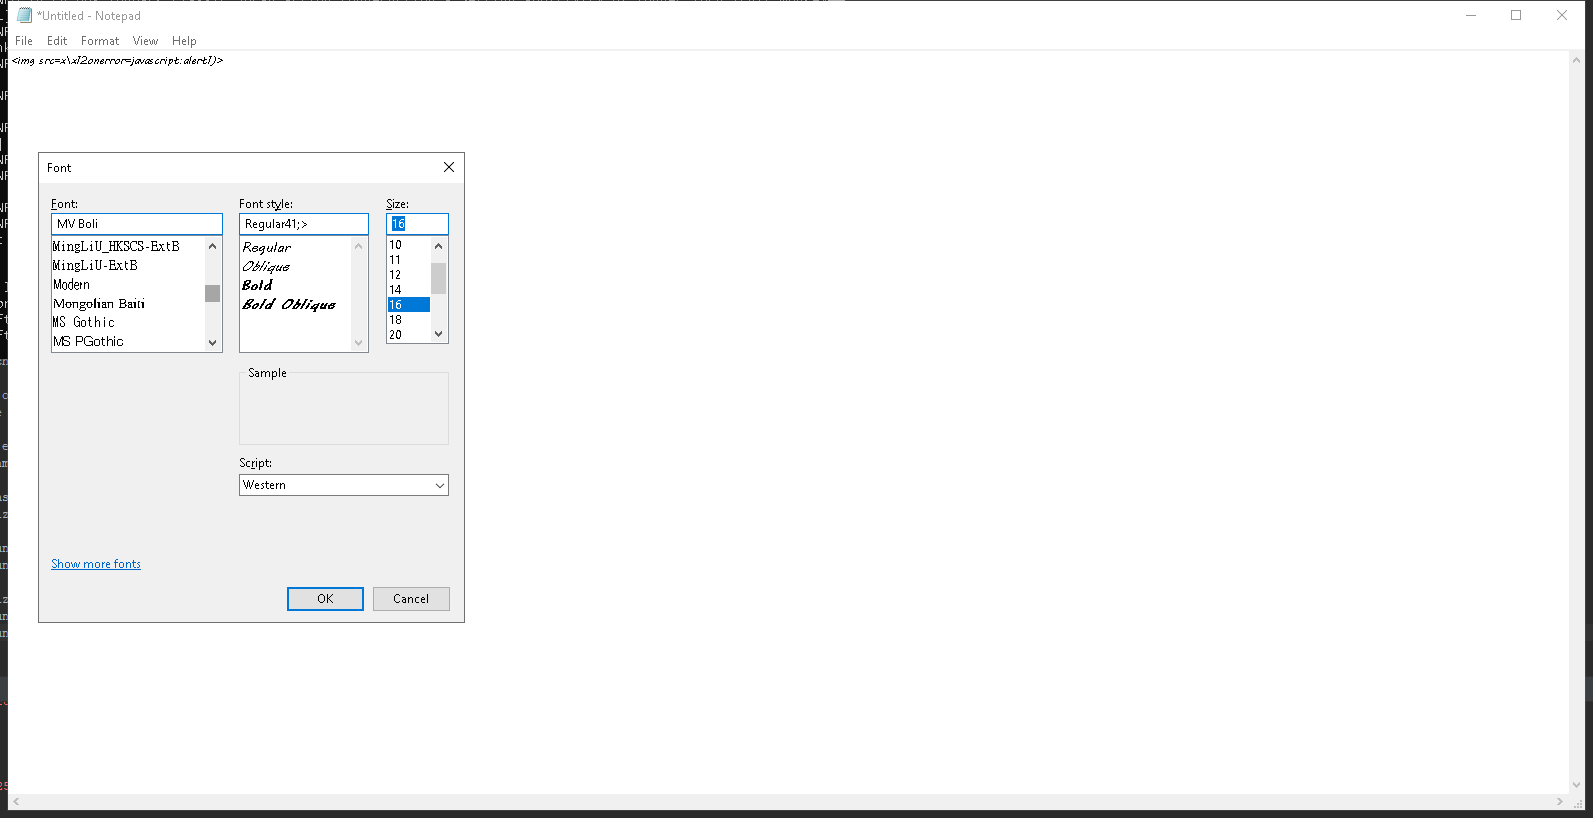 *Untitled - Notepad
File Edit Format View Help
<img src=x\x12onerror=javascript:alert1)>
Font
Font:
MV Boli
MingLiU_HKSCS-ExtB
MingLiU-ExtB
Modern
Mongolian Baiti
MS Gothic
MS PGothic
Font style:
Regular41;>
Regular
Oblique
Bold
Bold Oblique
Size:
16
10
11
12
14
16
18
20
Sample
Script:
Western
Show more fonts
OK Cancel